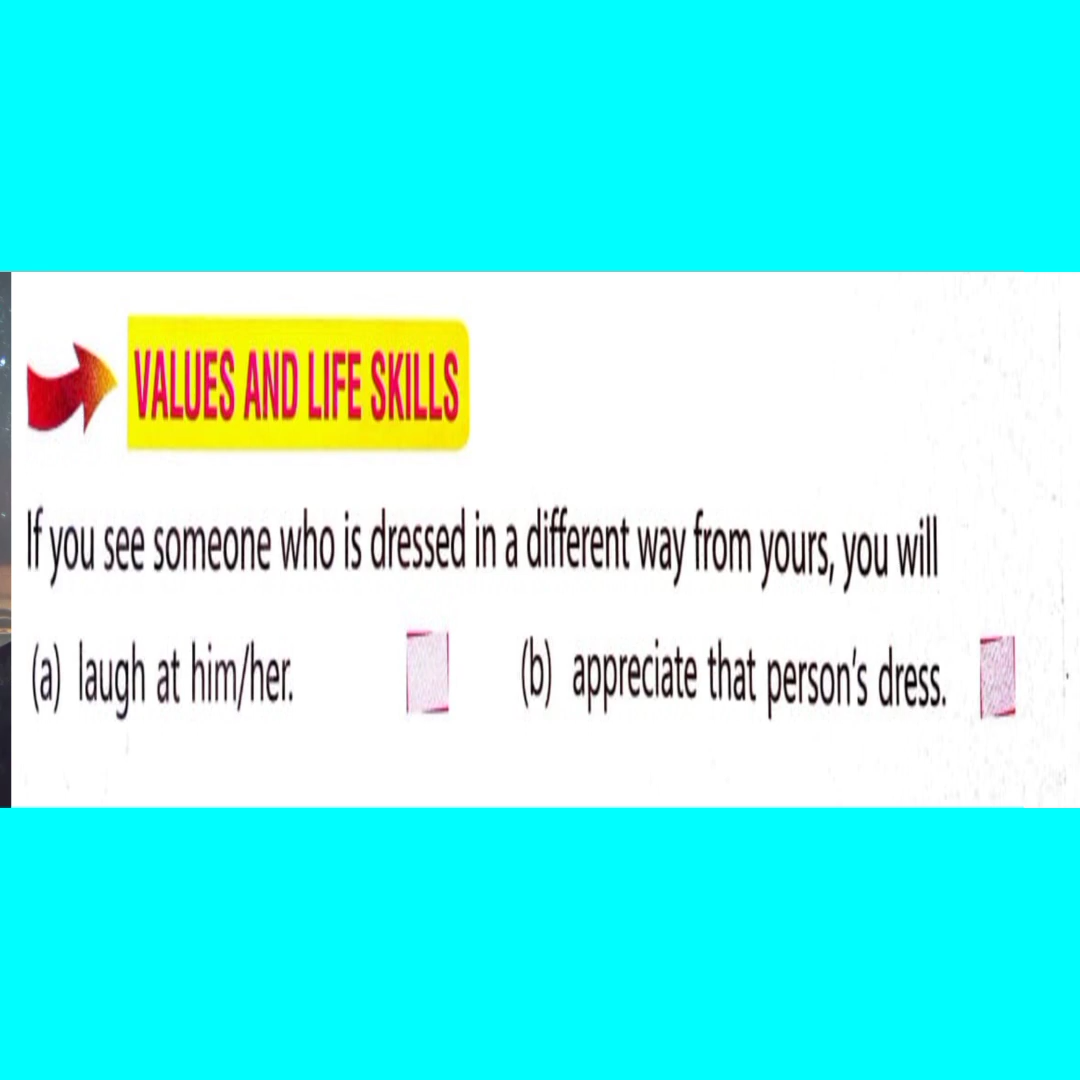 VALUES AND LIFE SKILLS
If you see someone who is dressed in a different way from yours, you will
(a) laugh at him/her. (b) appreciate that person's dress.